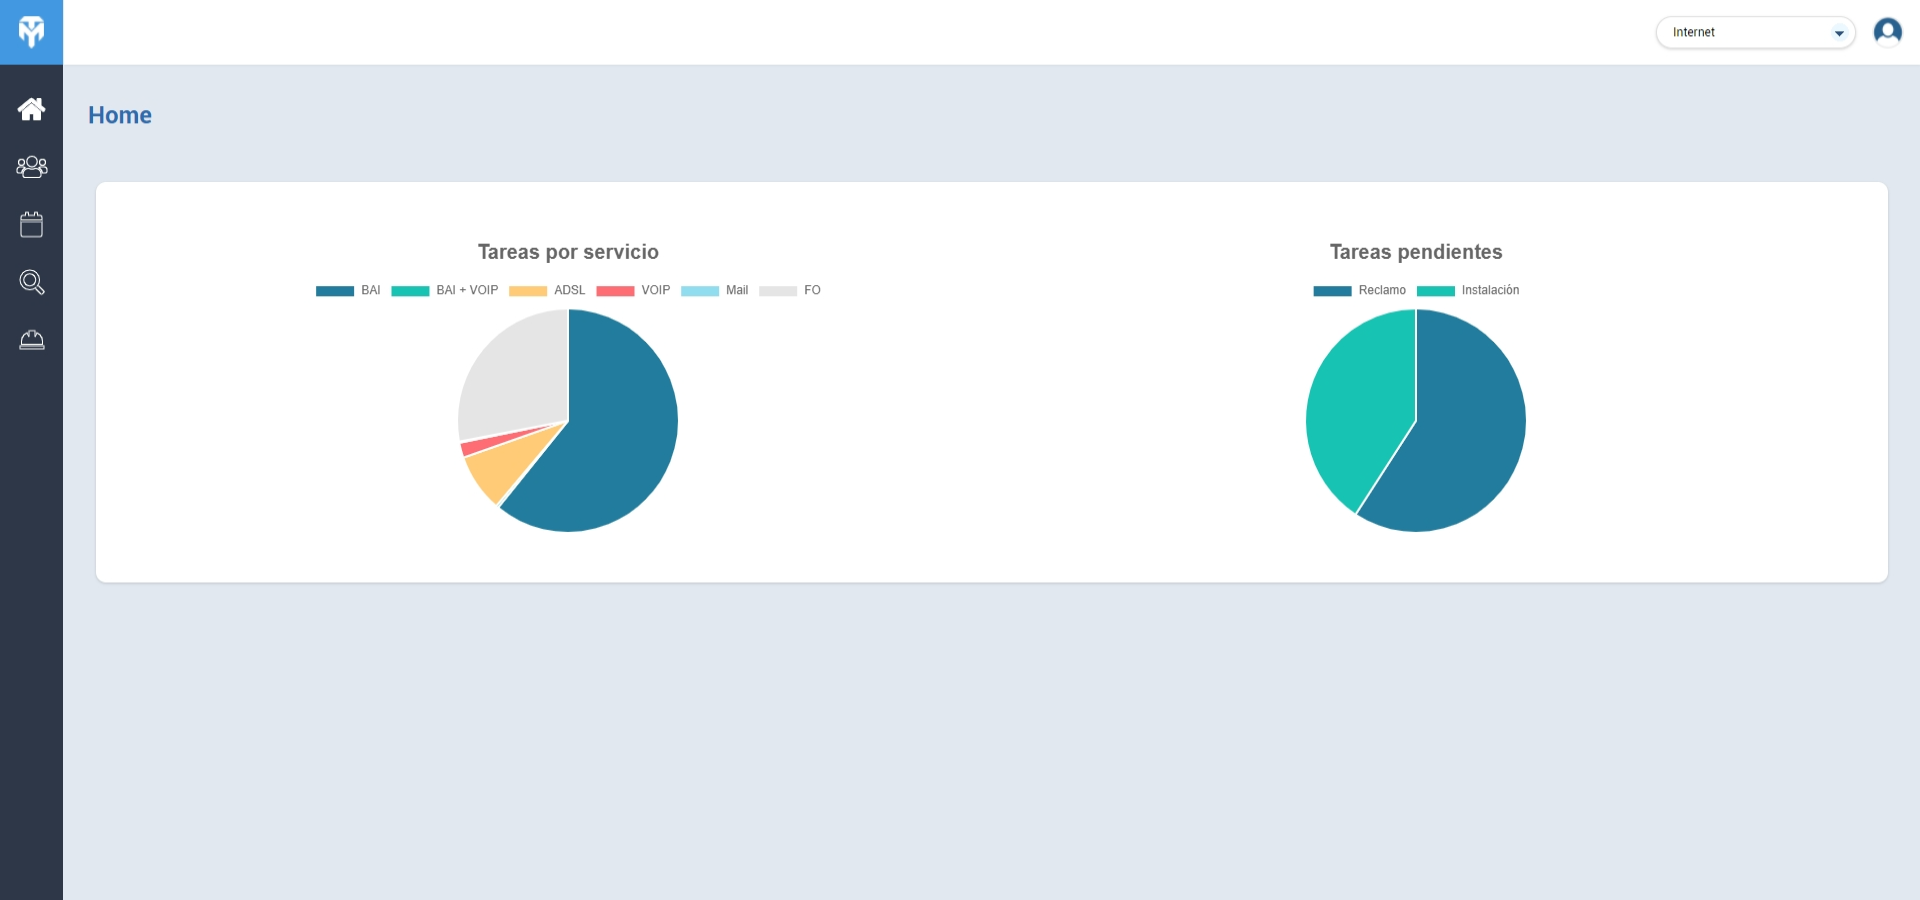 Internet
Home
Tareas por servicio
BAI BAI + VOIP ADSL VOIP Mail FO
Tareas pendientes
Reclamo Instalación